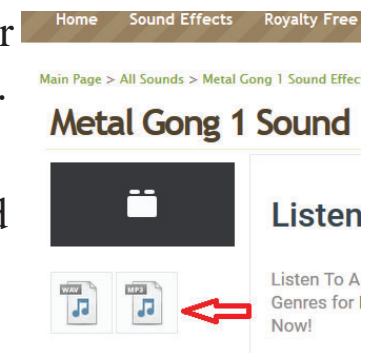 Home Sound Effects Royalty Free
r
Main Page > All Sounds > Metal Gong 1 Sound Effec
.
Metal Gong 1 Sound
d
Listen
WAV MP3
Listen To A
Genres for
Now!